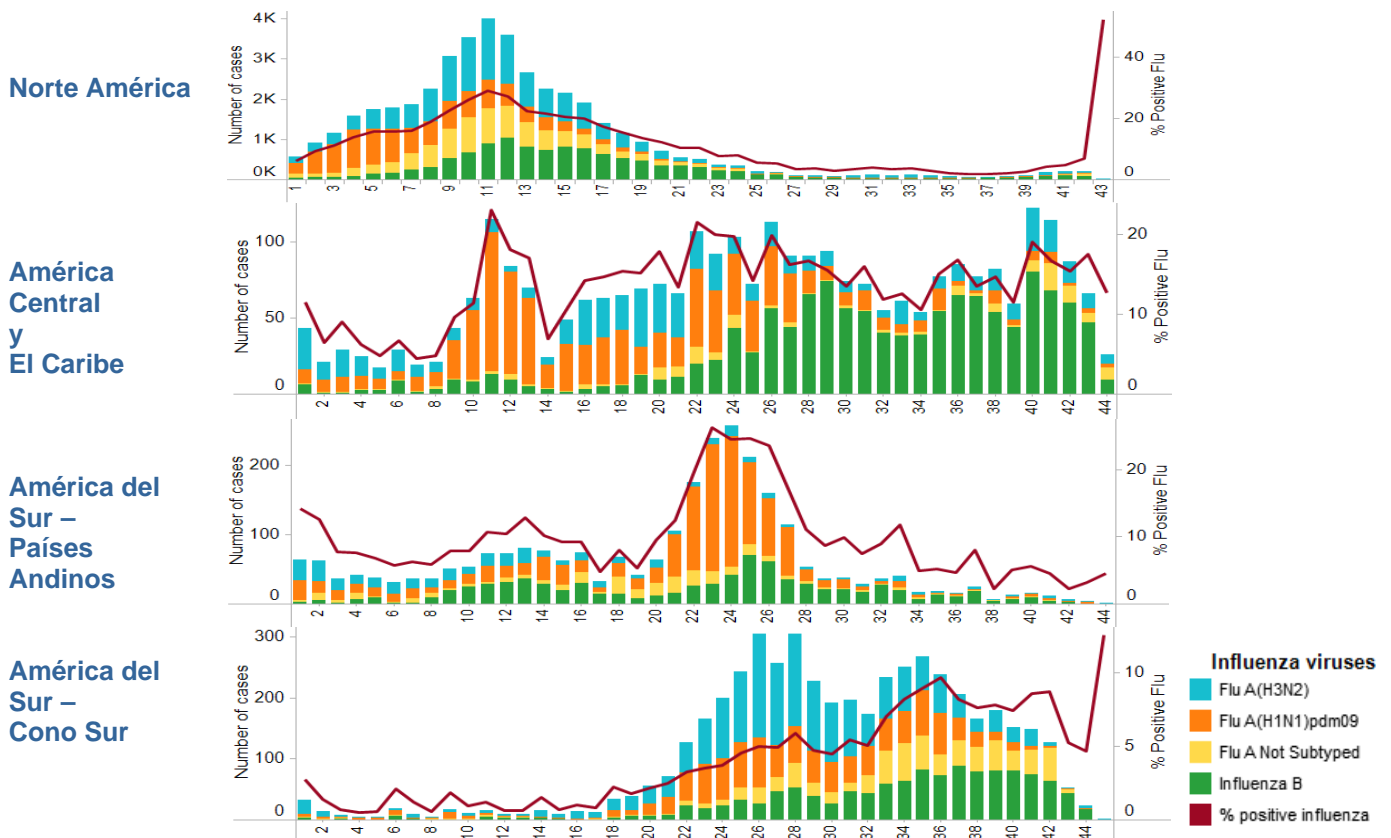 Norte América
Number of cases
4K
3K
2K
1K
0K
40
20
0
% Positive Flu
1 3 5 7 9 11 13 15 17 19 21 23 25 27 29 31 33 35 37 39 41 43
América
Central
y
El Caribe
Number of cases
100
50
0
20
10
0
% Positive Flu
2 4 6 8 10 12 14 16 18 20 22 24 26 28 30 32 34 36 38 40 42 44
América del
Sur –
Países
Andinos
Number of cases
200
100
0
20
10
0
% Positive Flu
2 4 6 8 10 12 14 16 18 20 22 24 26 28 30 32 34 36 38 40 42 44
América del
Sur –
Cono Sur
Number of cases
300
200
100
0
10
5
0
% Positive Flu
2 4 6 8 10 12 14 16 18 20 22 24 26 28 30 32 34 36 38 40 42 44
Influenza viruses
Flu A(H3N2)
Flu A(H1N1)pdm09
Flu A Not Subtyped
Influenza B
% positive influenza